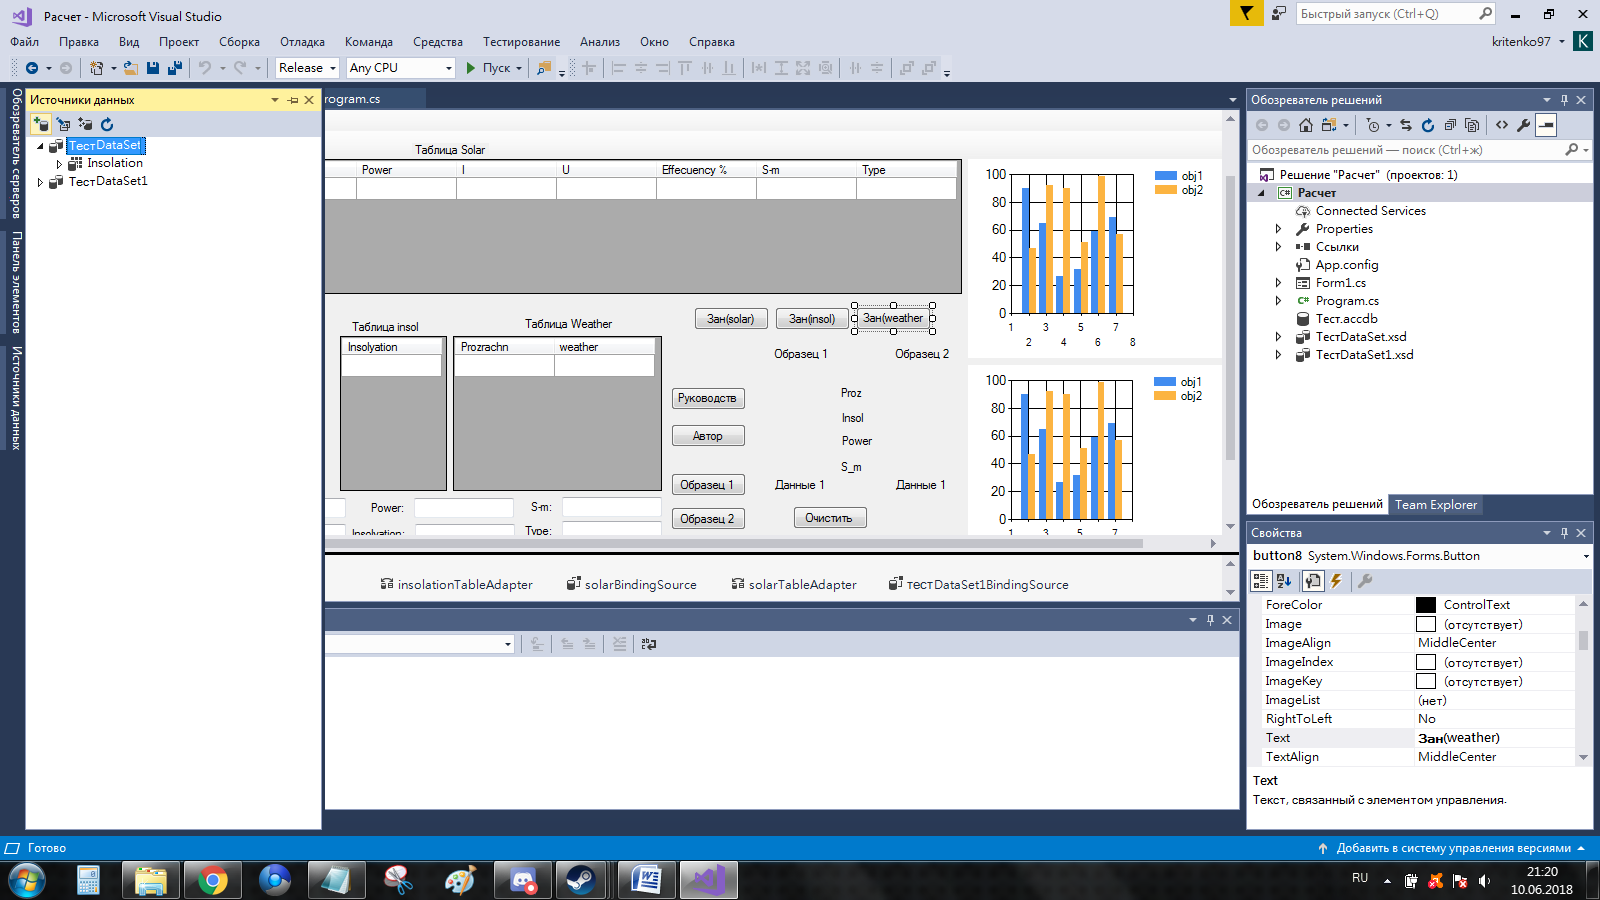 Расчет - Microsoft Visual Studio
Быстрый запуск (Ctrl+Q)
Файл Правка Вид Проект Сборка Отладка Команда Средства Тестирование Анализ Окно Справка
kritenko97 K
Release Any CPU Пуск
Обозреватель серверов
Панель элементов
Источники данных
Источники данных
ТестDataSet
Insolation
ТестDataSet1
rogram.cs
Таблица Solar
Power I U Effecuency % S-m Type
Таблица insol
Insolyation
Таблица Weather
Prozrachn weather
Зан(solar) Зан(insol) Зан(weather
Образец 1 Образец 2
Руководств
Автор
Образец 1
Образец 2
Proz
Insol
Power
S_m
Данные 1 Данные 1
Очистить
Power: S-m:
Insolyation: Type:
100
80
60
40
20
0
1 3 5 7
2 4 6 8
obj1
obj2
100
80
60
40
20
0
1 3 5 7
obj1
obj2
insolationTableAdapter solarBindingSource solarTableAdapter тестDataSet1BindingSource
Обозреватель решений
Обозреватель решений — поиск (Ctrl+ж)
Решение "Расчет" (проектов: 1)
C# Расчет
Connected Services
Properties
Ссылки
App.config
Form1.cs
C# Program.cs
Тест.accdb
ТестDataSet.xsd
ТестDataSet1.xsd
Обозреватель решений Team Explorer
Свойства
button8 System.Windows.Forms.Button
ForeColor ControlText
Image (отсутствует)
ImageAlign MiddleCenter
ImageIndex (отсутствует)
ImageKey (отсутствует)
ImageList (нет)
RightToLeft No
Text Зан(weather)
TextAlign MiddleCenter
Text
Текст, связанный с элементом управления.
Готово
Добавить в систему управления версиями
RU
21:20
10.06.2018